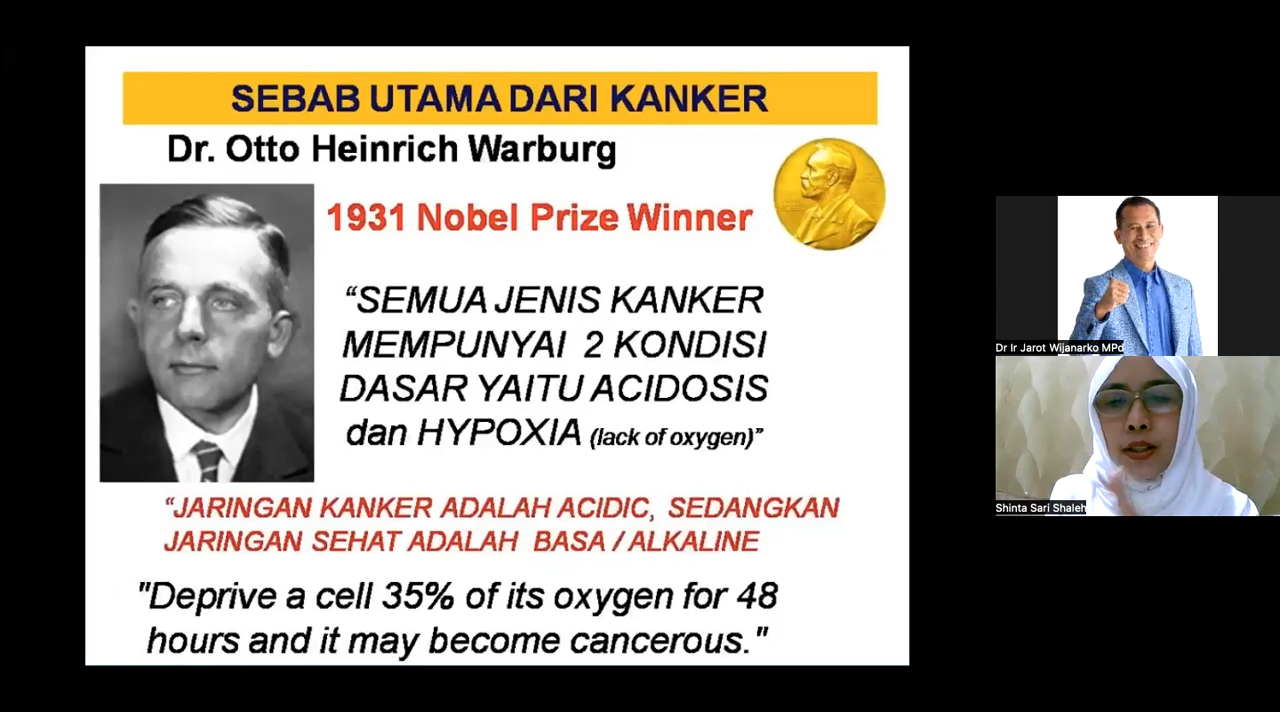 SEBAB UTAMA DARI KANKER
Dr. Otto Heinrich Warburg
1931 Nobel Prize Winner
“SEMUA JENIS KANKER
MEMPUNYAI 2 KONDISI
DASAR YAITU ACIDOSIS
dan HYPOXIA (lack of oxygen)”
“JARINGAN KANKER ADALAH ACIDIC, SEDANGKAN
JARINGAN SEHAT ADALAH BASA / ALKALINE
"Deprive a cell 35% of its oxygen for 48
hours and it may become cancerous."
Dr Ir Jarot Wijanarko MPd
Shinta Sari Shaleh